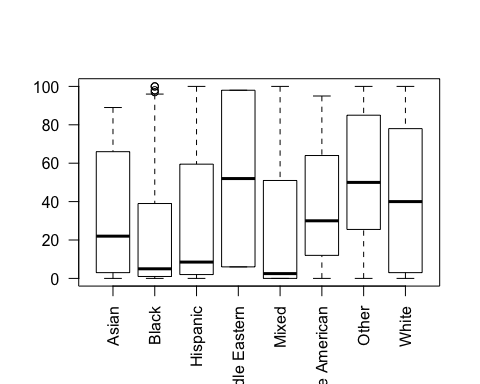 100
80
60
40
20
0
Asian
Black
Hispanic
dle Eastern
Mixed
e American
Other
White